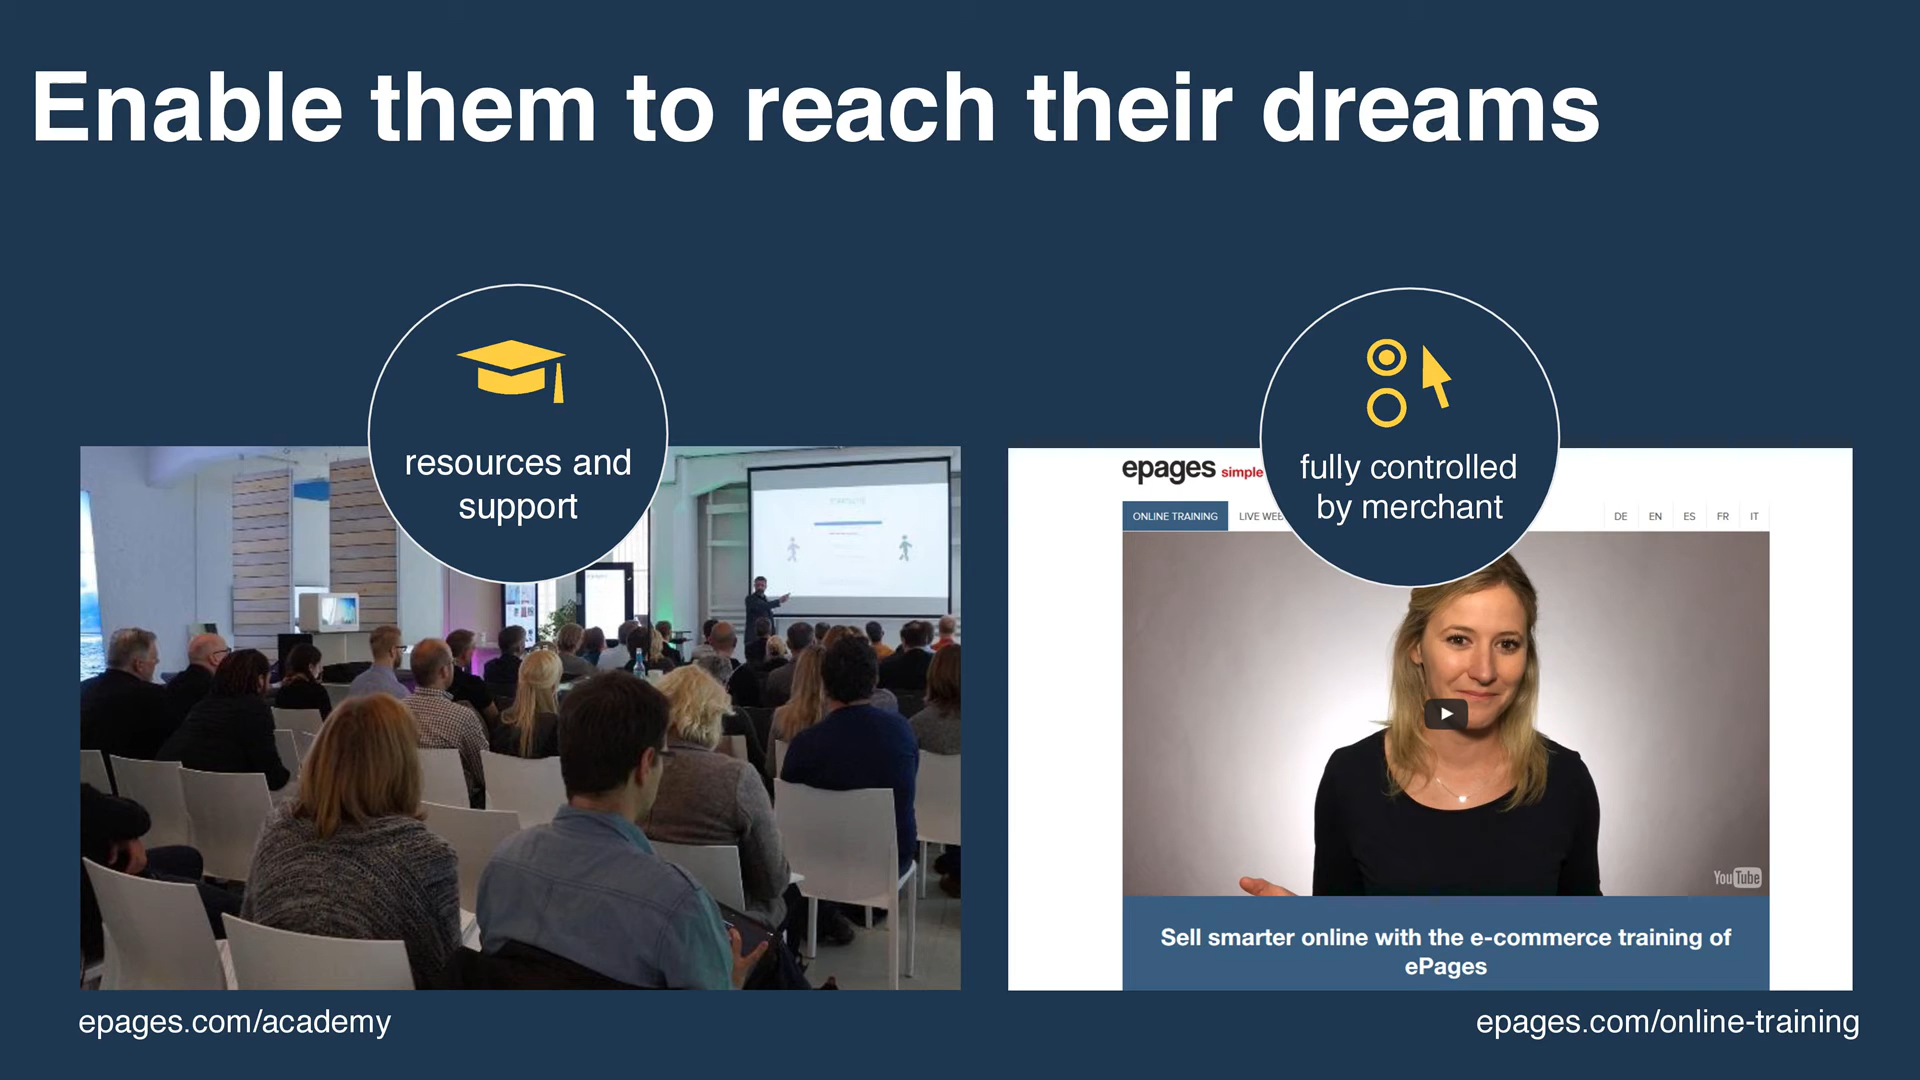 Enable them to reach their dreams
resources and
support
fully controlled
by merchant
epages simple
ONLINE TRAINING LIVE WEE
DE EN ES FR IT
YouTube
Sell smarter online with the e-commerce training of
ePages
epages.com/academy
epages.com/online-training